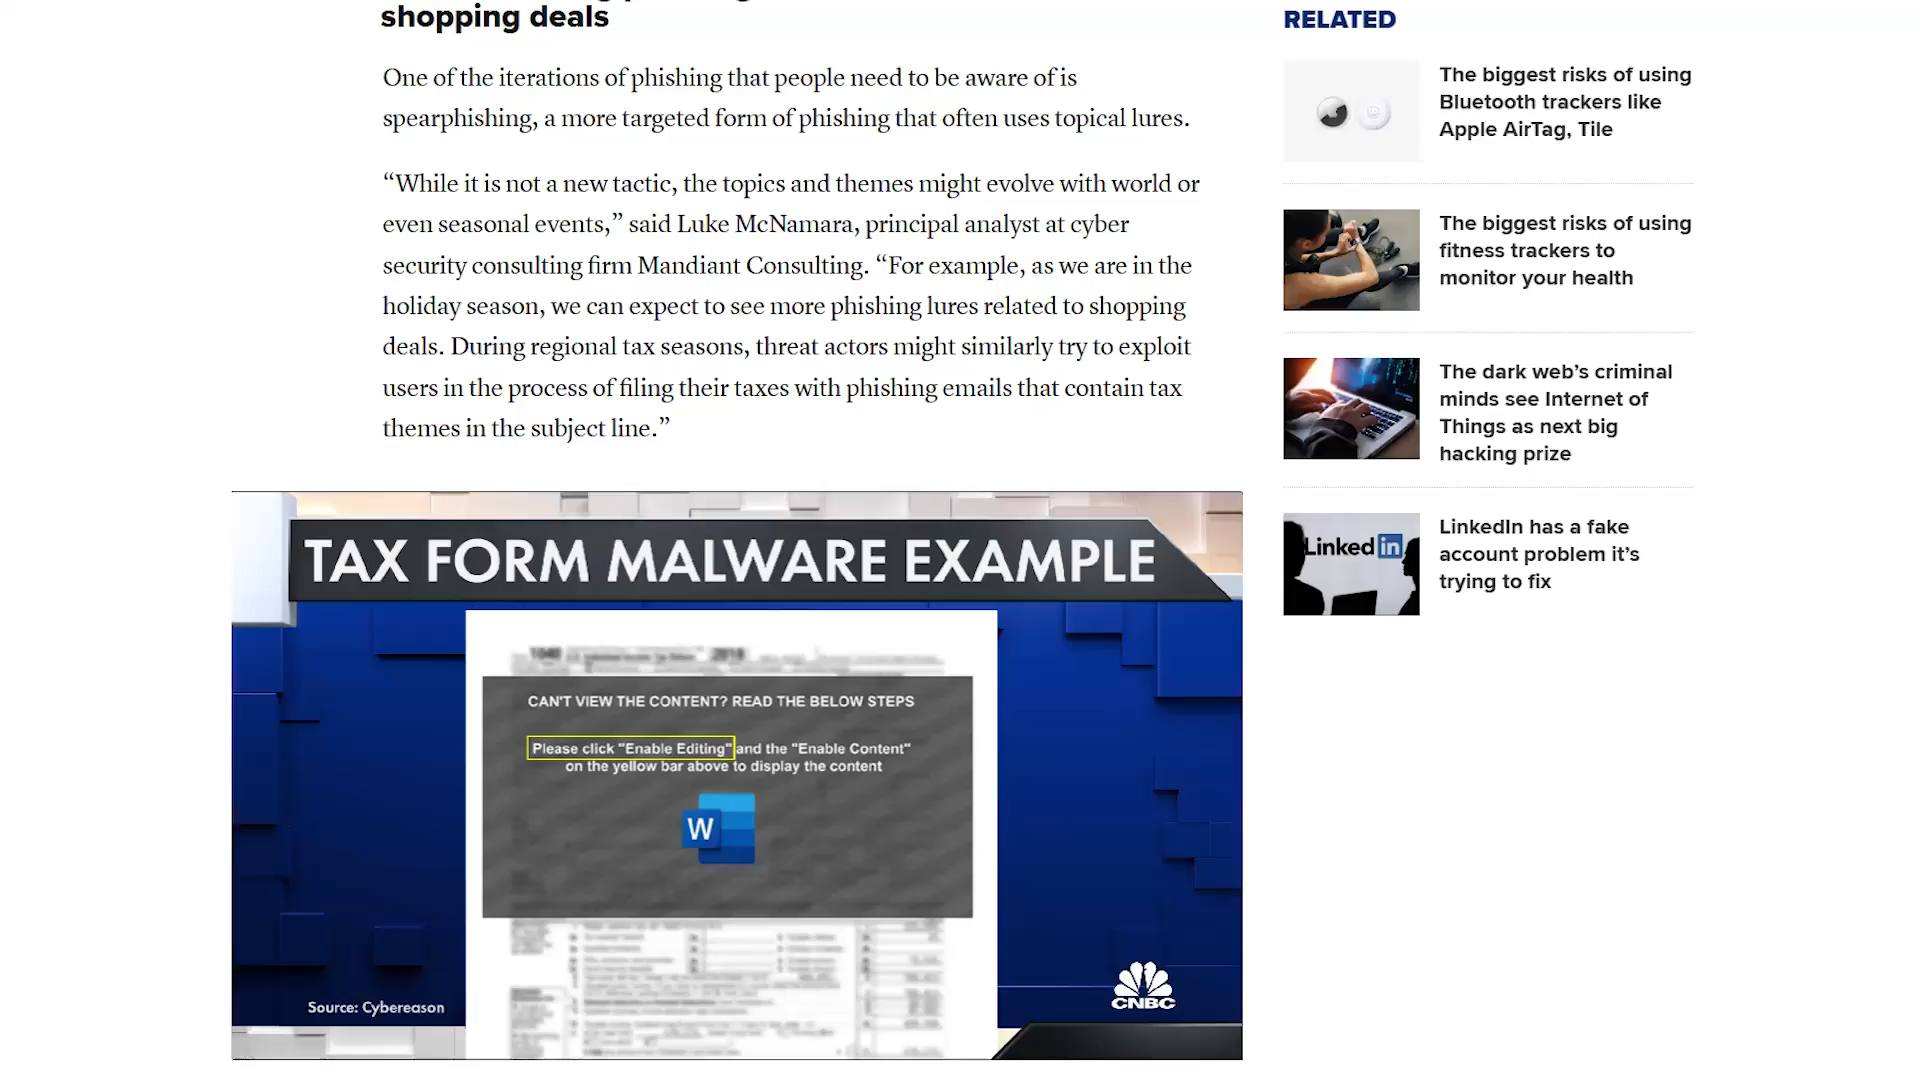 shopping deals
One of the iterations of phishing that people need to be aware of is
spearphishing, a more targeted form of phishing that often uses topical lures.
“While it is not a new tactic, the topics and themes might evolve with world or
even seasonal events,” said Luke McNamara, principal analyst at cyber
security consulting firm Mandiant Consulting. “For example, as we are in the
holiday season, we can expect to see more phishing lures related to shopping
deals. During regional tax seasons, threat actors might similarly try to exploit
users in the process of filing their taxes with phishing emails that contain tax
themes in the subject line.”
TAX FORM MALWARE EXAMPLE
1040
2019
CAN'T VIEW THE CONTENT? READ THE BELOW STEPS
Please click "Enable Editing" and the "Enable Content"
on the yellow bar above to display the content
W
Source: Cybereason
CNBC
RELATED
The biggest risks of using
Bluetooth trackers like
Apple AirTag, Tile
The biggest risks of using
fitness trackers to
monitor your health
The dark web’s criminal
minds see Internet of
Things as next big
hacking prize
Linked in
LinkedIn has a fake
account problem it’s
trying to fix